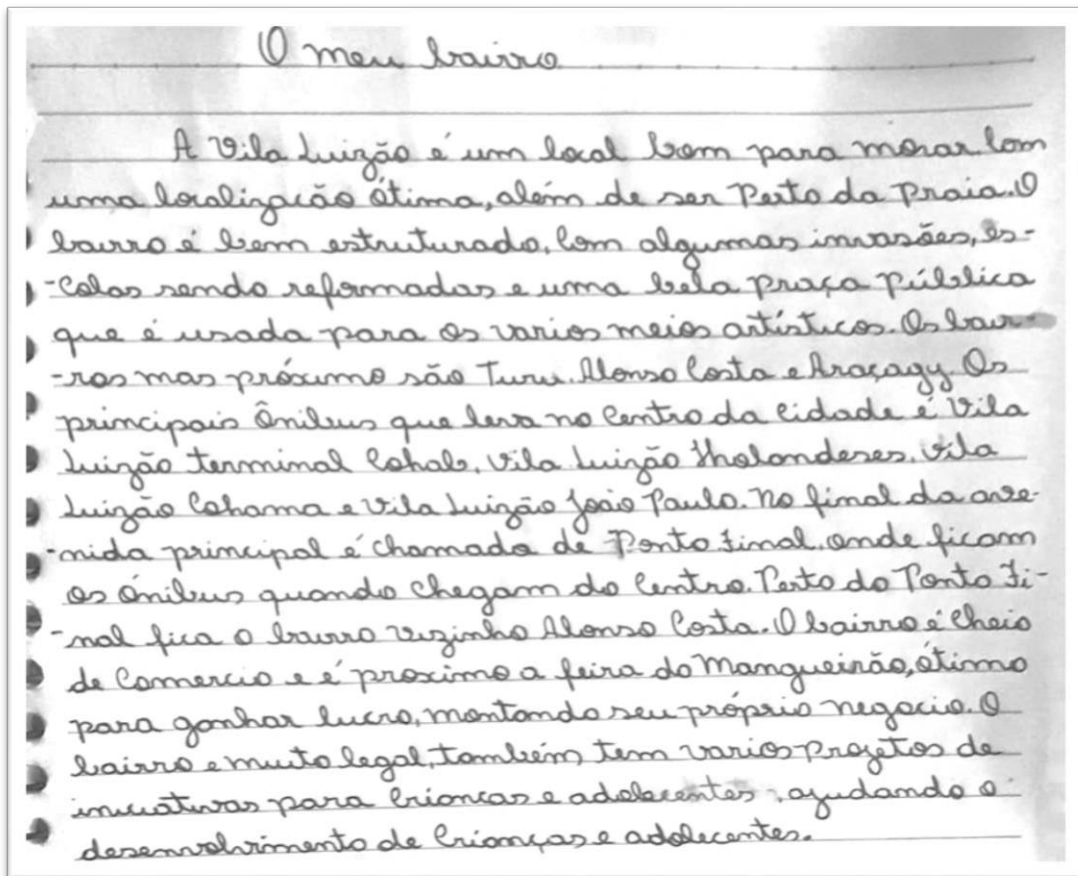 O meu bairro
A Vila Luizão é um local bom para morar. Com
uma localização ótima, além de ser Perto da Praia. O
bairro é bem estruturado, Com algumas invasões, es-
-Colas sendo reformadas e uma bela praça pública
que é usada para os varios meios artísticos. Os bair-
-ros mas próximo são Turu, Alonso Costa e Araçagy. Os
principais Ônibus que leva no Centro da Cidade é Vila
Luizão terminal Cohab, Vila Luizão Holandeses, Vila
Luizão Cohama e Vila Luizão João Paulo. No final da ave-
-nida principal é chamada de Ponto Final, onde ficam
os ônibus quando chegam do Centro. Perto do Ponto Fi-
-nal fica o bairro vizinho Alonso Costa. O bairro é Cheio
de Comercio e é proximo a feira do Mangueirão, ótimo
para ganhar lucro, montando seu próprio negocio. O
bairro e muito legal, também tem varios projetos de
iniciativas para Crianças e adolecentes, ajudando o
desenvolvimento de Crianças e adolecentes.